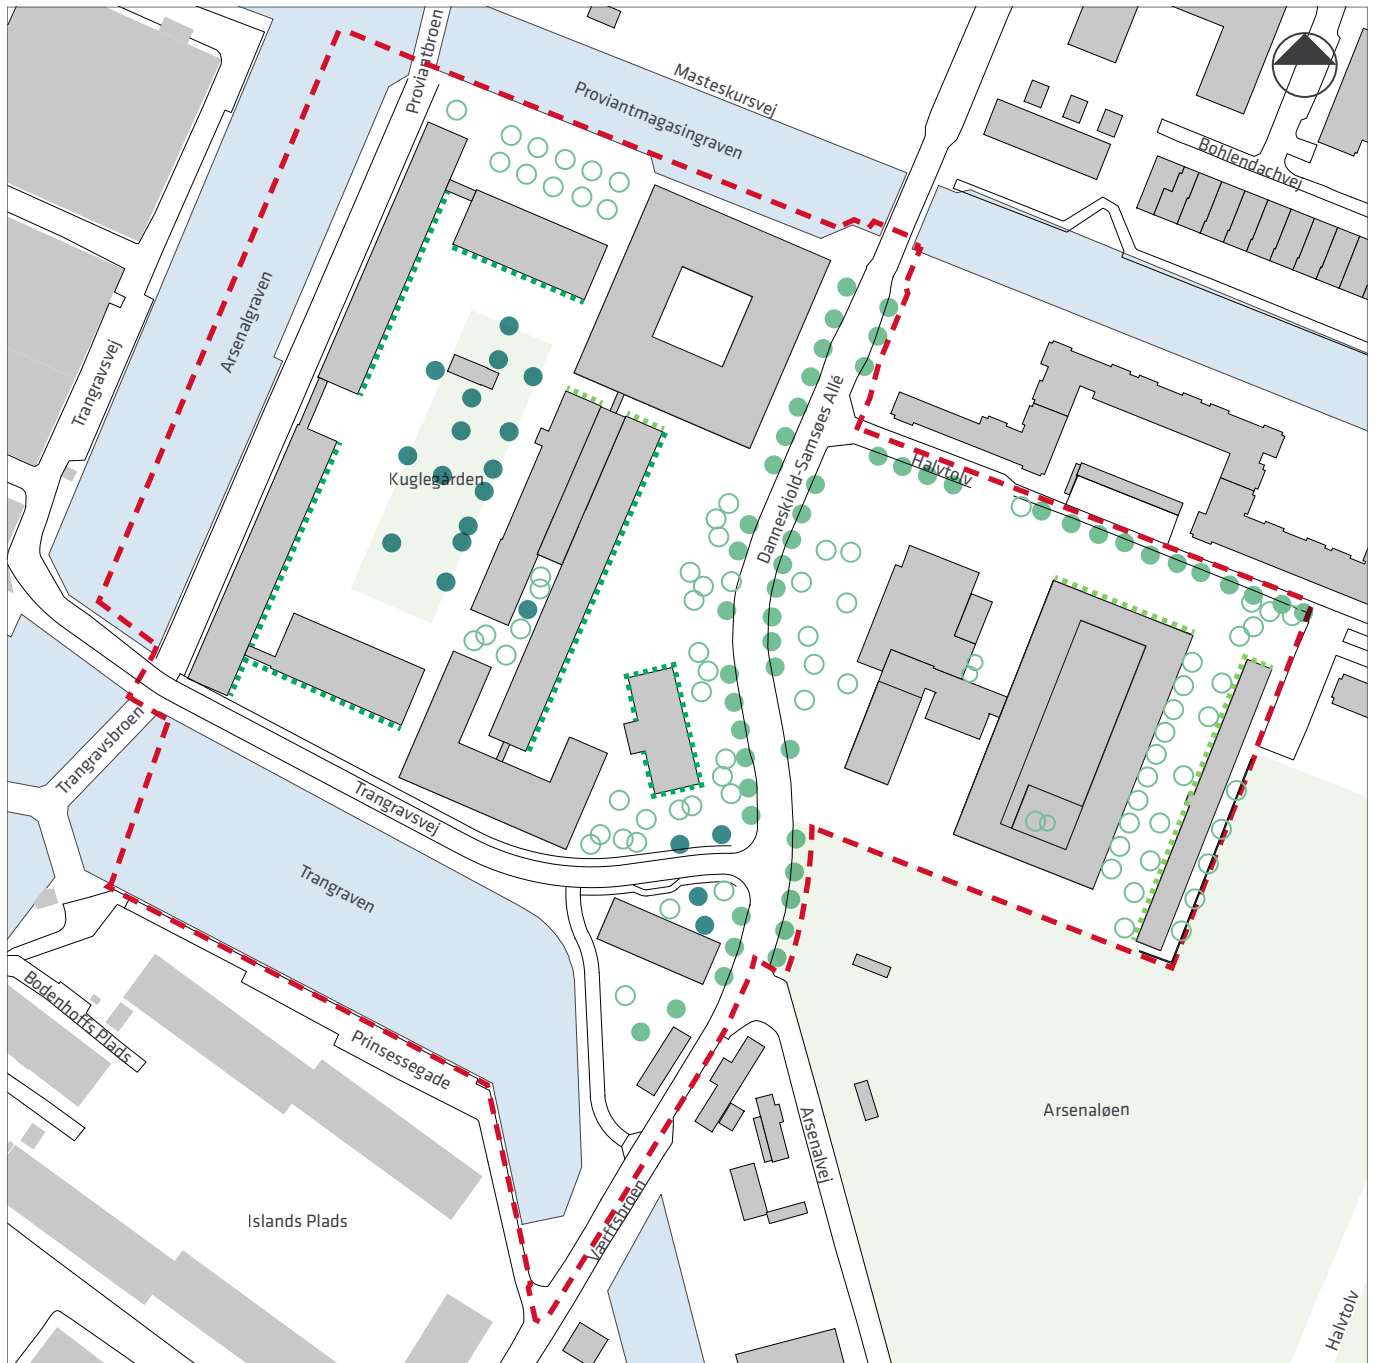 Proviantbroen
Masteskursvej
Proviantmagasingraven
Bohlendachvej
Arsenalgraven
Trangravsvej
Danneskiold-Samsøes Allé
Halvtolv
Kuglegården
Trangravsbroen
Trangravsvej
Trangraven
Bodenhoffs Plads
Prinsessegade
Arsenaløen
Arsenalvej
Islands Plads
Værftsbroen
Halvtolv